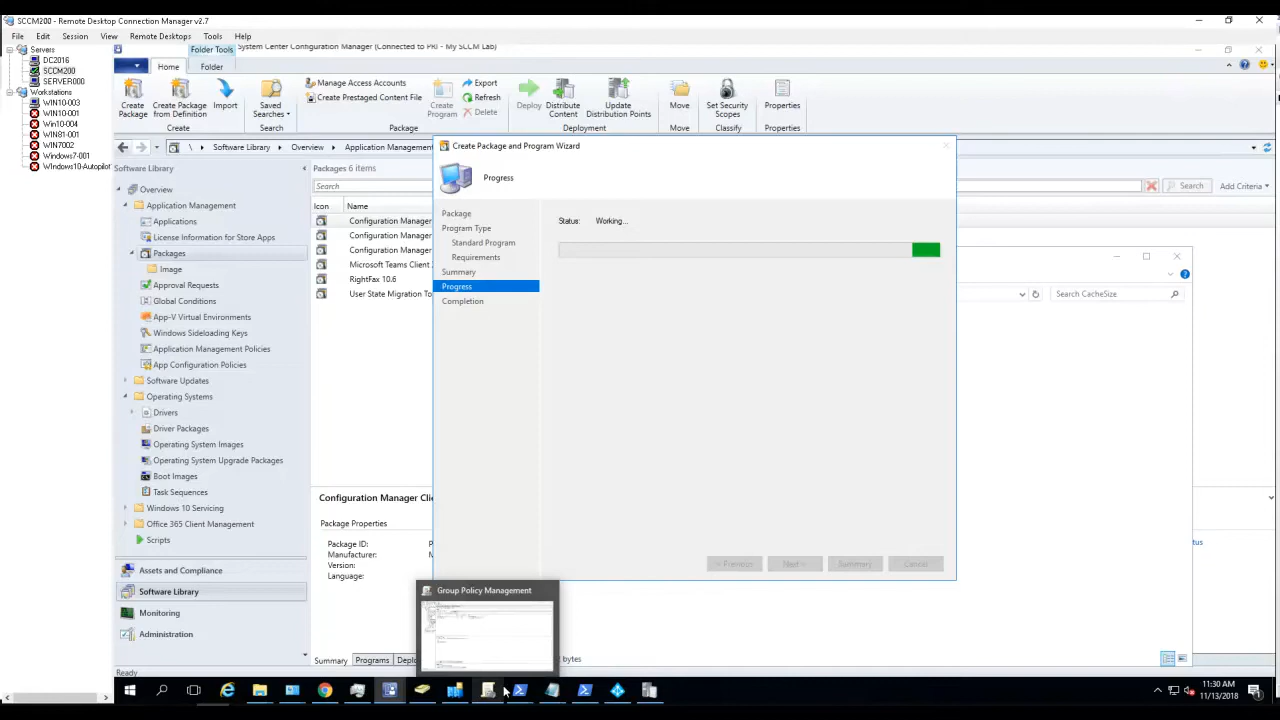 SCCM200 - Remote Desktop Connection Manager v2.7
File Edit Session View Remote Desktops Tools Help
Servers
DC2016
SCCM200
SERVER000
Workstations
WIN10-003
WIN10-001
Win10-004
WIN81-001
WIN7002
Windows7-001
Windows10-Autopilot
Folder Tools
System Center Configuration Manager (Connected to PRI - My SCCM Lab)
Home Folder
Create Package
Create Package from Definition
Import
Create
Saved Searches
Search
Manage Access Accounts
Create Prestaged Content File
Create Program
Export
Refresh
Delete
Package
Deploy
Distribute Content
Update Distribution Points
Deployment
Move
Move
Set Security Scopes
Classify
Properties
Properties
\ Software Library Overview Application Management
Software Library
Overview
Application Management
Applications
License Information for Store Apps
Packages
Image
Approval Requests
Global Conditions
App-V Virtual Environments
Windows Sideloading Keys
Application Management Policies
App Configuration Policies
Software Updates
Operating Systems
Drivers
Driver Packages
Operating System Images
Operating System Upgrade Packages
Boot Images
Task Sequences
Windows 10 Servicing
Office 365 Client Management
Scripts
Assets and Compliance
Software Library
Monitoring
Administration
Ready
Packages 6 items
Search
Search Add Criteria
Icon Name
Configuration Manager
Configuration Manager
Configuration Manager
Microsoft Teams Client
RightFax 10.6
User State Migration To
Configuration Manager Cli
Package Properties
Package ID:
Manufacturer:
Version:
Language:
Summary Programs Deplo
Create Package and Program Wizard
Progress
Package
Program Type
Standard Program
Requirements
Summary
Progress
Completion
Status: Working...
< Previous Next > Summary Cancel
Search CacheSize
tus
bytes
Group Policy Management
11:30 AM
11/13/2018